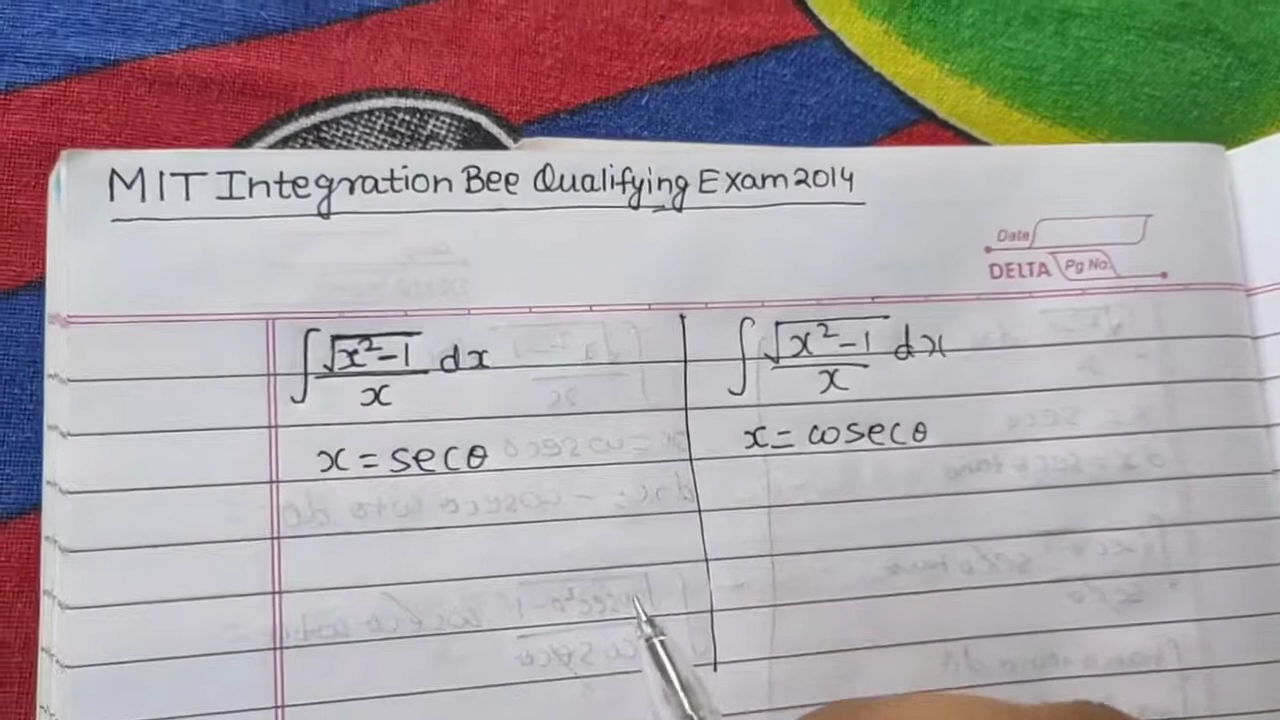 MIT Integration Bee Qualifying Exam 2014
Date
DELTA Pg No.
∫ √(x²-1)/x dx
x = secθ
∫ √(x²-1)/x dx
x = cosecθ